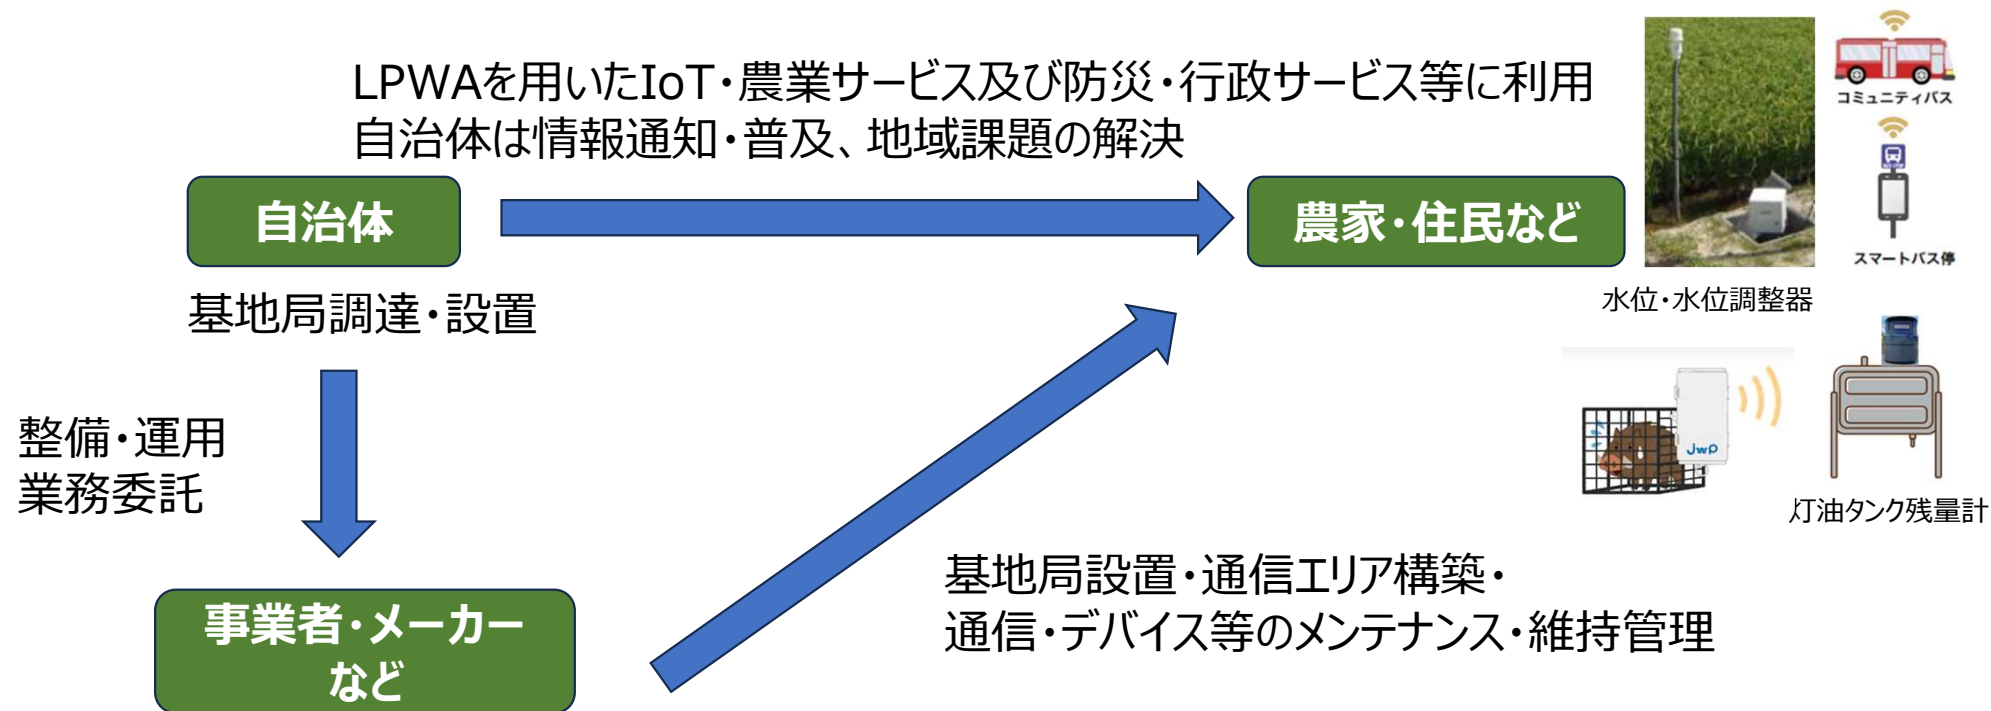 LPWAを用いたIoT・農業サービス及び防災・行政サービス等に利用
自治体は情報通知・普及、地域課題の解決
自治体
農家・住民など
コミュニティバス
スマートバス停
水位・水位調整器
基地局調達・設置
整備・運用
業務委託
Jwp
灯油タンク残量計
事業者・メーカー
など
基地局設置・通信エリア構築・
通信・デバイス等のメンテナンス・維持管理